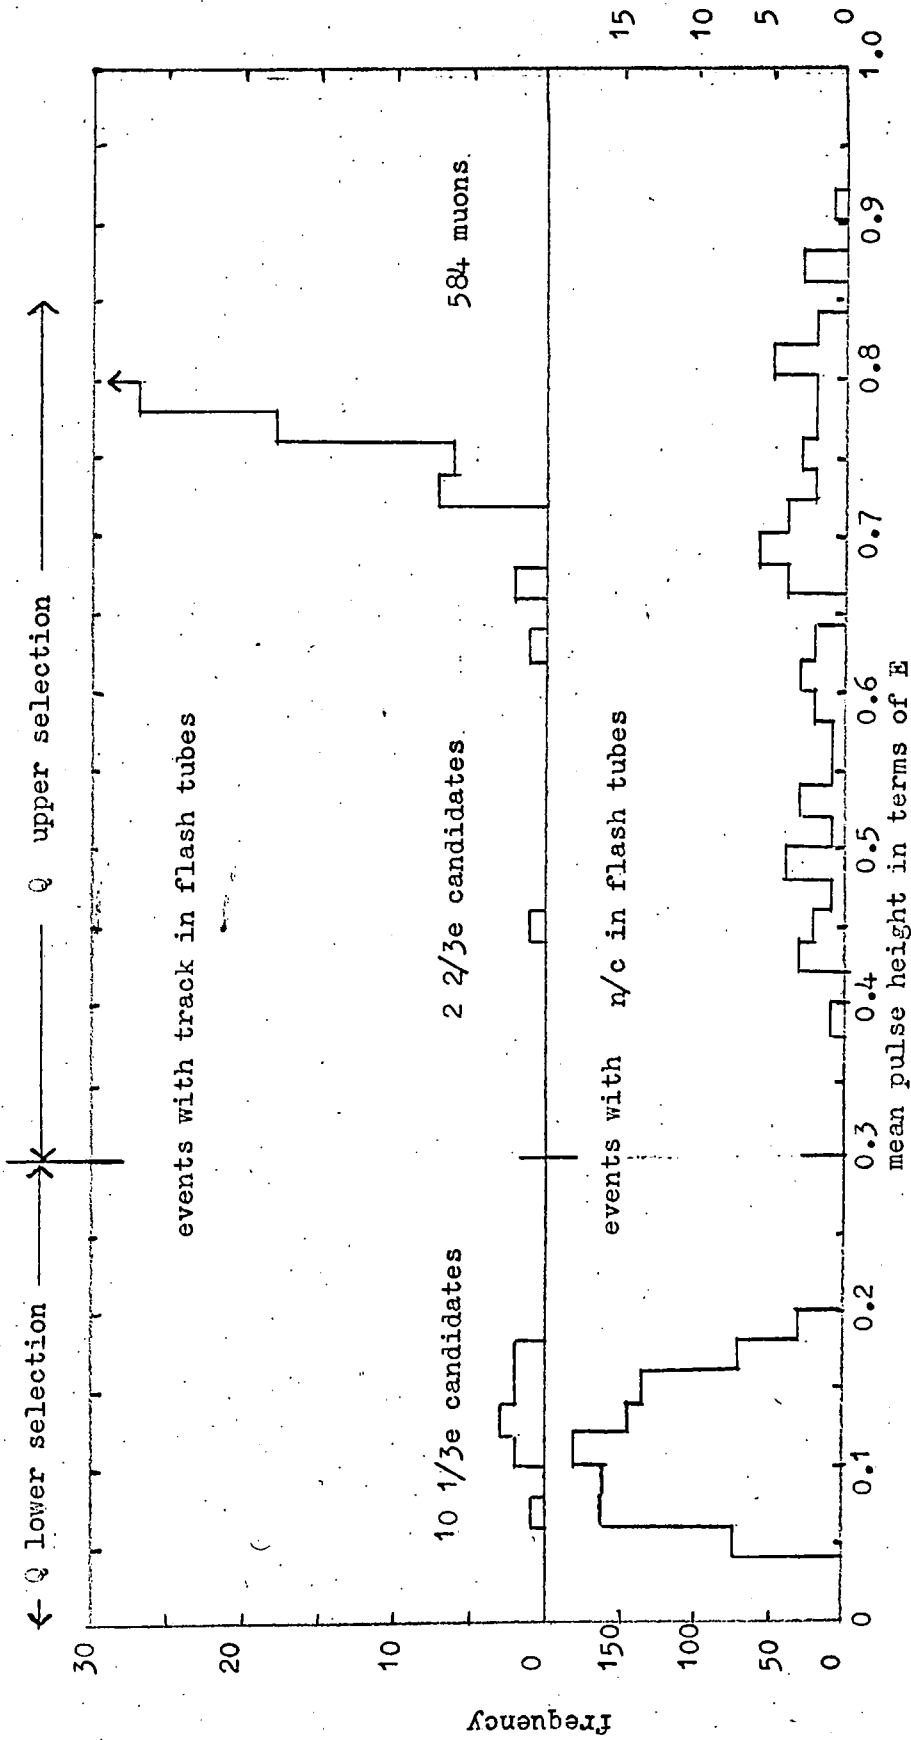 ← Q lower selection → ← Q upper selection →
events with track in flash tubes
10 1/3e candidates
2 2/3e candidates.
584 muons.
events with n/c in flash tubes
30
20
10
0
150
100
50
0
frequency
15
10
5
0
0 0.1 0.2 0.3 0.4 0.5 0.6 0.7 0.8 0.9 1.0
mean pulse height in terms of E